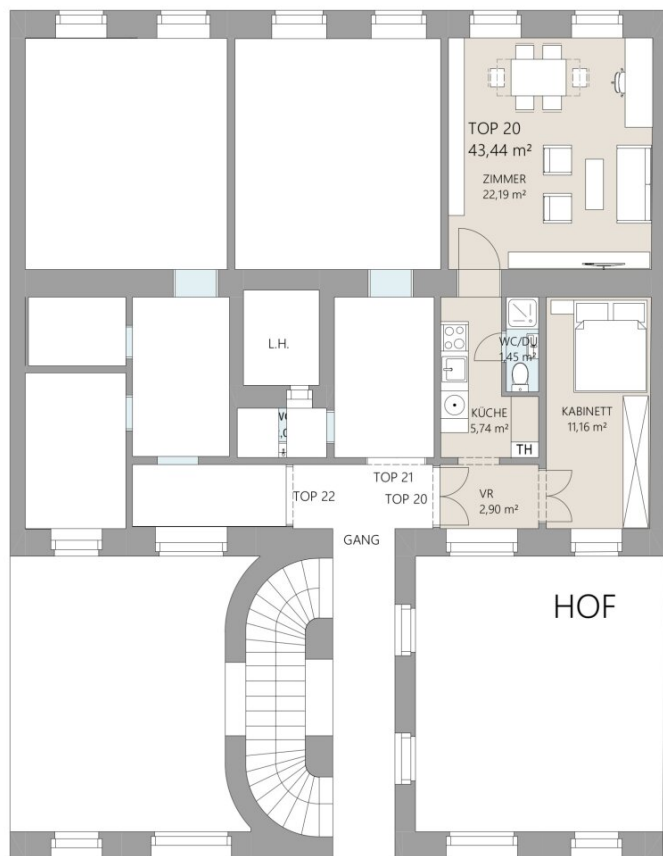 TOP 20
43,44 m²
ZIMMER
22,19 m²
L.H.
WC/DU
1,45 m²
KÜCHE
5,74 m²
KABINETT
11,16 m²
TH
TOP 22
TOP 21
TOP 20
VR
2,90 m²
GANG
HOF